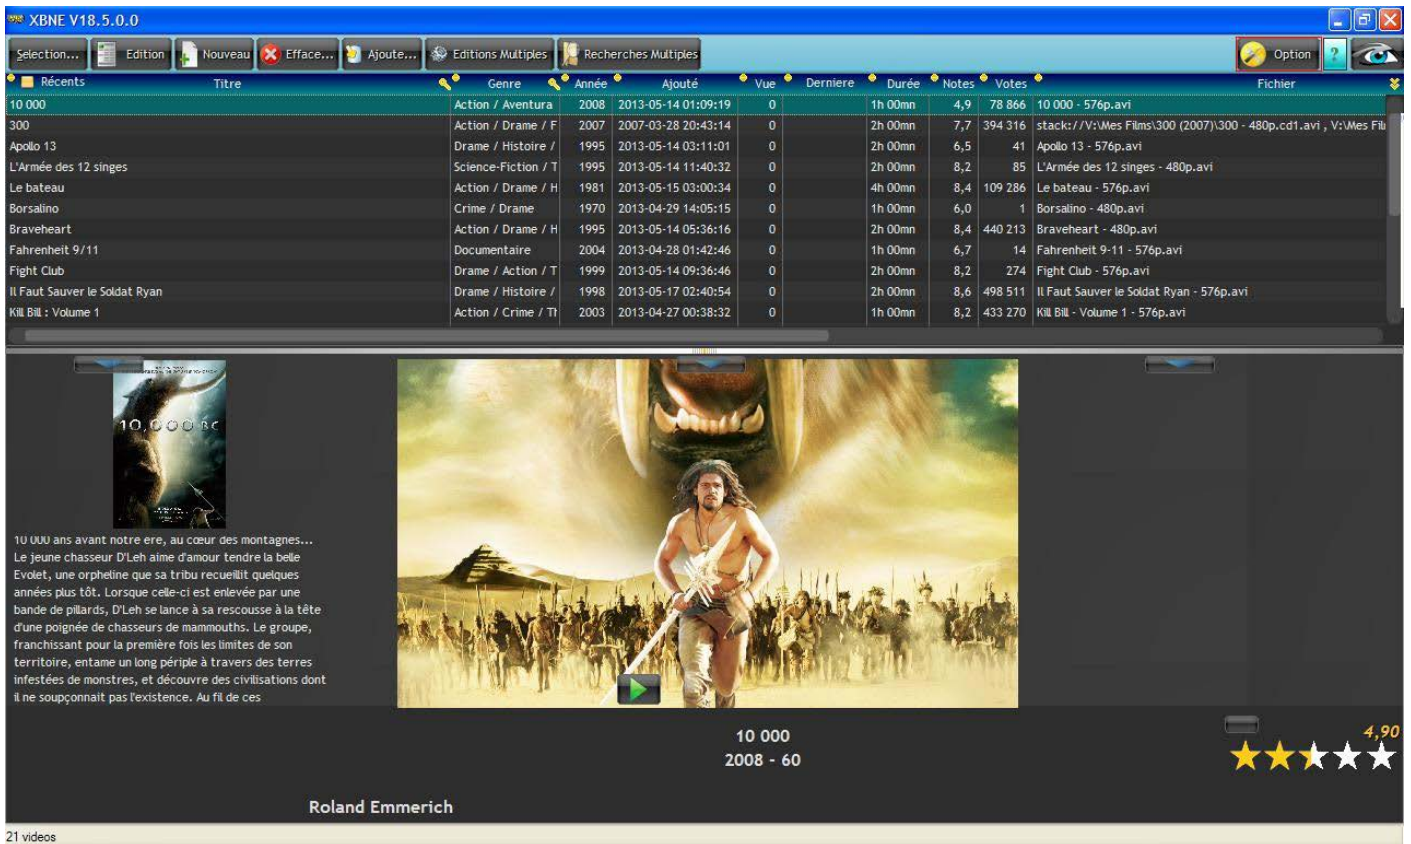 XBNE V18.5.0.0
Selection... Edition Nouveau Efface... Ajoute... Editions Multiples Recherches Multiples Option ?
Récents Titre Genre Année Ajouté Vue Derniere Durée Notes Votes Fichier
10 000 Action / Aventura 2008 2013-05-14 01:09:19 0 1h 00mn 4,9 78 866 10 000 - 576p.avi
300 Action / Drame / F 2007 2007-03-28 20:43:14 0 2h 00mn 7,7 394 316 stack://V:\Mes Films\300 (2007)\300 - 480p.cd1.avi , V:\Mes Fil
Apollo 13 Drame / Histoire / 1995 2013-05-14 03:11:01 0 2h 00mn 6,5 41 Apollo 13 - 576p.avi
L'Armée des 12 singes Science-Fiction / T 1995 2013-05-14 11:40:32 0 2h 00mn 8,2 85 L'Armée des 12 singes - 480p.avi
Le bateau Action / Drame / H 1981 2013-05-15 03:00:34 0 4h 00mn 8,4 109 286 Le bateau - 576p.avi
Borsalino Crime / Drame 1970 2013-04-29 14:05:15 0 1h 00mn 6,0 1 Borsalino - 480p.avi
Braveheart Action / Drame / H 1995 2013-05-14 05:36:16 0 2h 00mn 8,4 440 213 Braveheart - 480p.avi
Fahrenheit 9/11 Documentaire 2004 2013-04-28 01:42:46 0 1h 00mn 6,7 14 Fahrenheit 9-11 - 576p.avi
Fight Club Drame / Action / T 1999 2013-05-14 09:36:46 0 2h 00mn 8,2 274 Fight Club - 576p.avi
Il Faut Sauver le Soldat Ryan Drame / Histoire / 1998 2013-05-17 02:40:54 0 2h 00mn 8,6 498 511 Il Faut Sauver le Soldat Ryan - 576p.avi
Kill Bill : Volume 1 Action / Crime / Th 2003 2013-04-27 00:38:32 0 1h 00mn 8,2 433 270 Kill Bill - Volume 1 - 576p.avi
10,000 BC
10 000 ans avant notre ère, au cœur des montagnes...
Le jeune chasseur D'Leh aime d'amour tendre la belle
Evolet, une orpheline que sa tribu recueillit quelques
années plus tôt. Lorsque celle-ci est enlevée par une
bande de pillards, D'Leh se lance à sa rescousse à la tête
d'une poignée de chasseurs de mammouths. Le groupe,
franchissant pour la première fois les limites de son
territoire, entame un long périple à travers des terres
infestées de monstres, et découvre des civilisations dont
il ne soupçonnait pas l'existence. Au fil de ces
10 000
2008 - 60
4,90
Roland Emmerich
21 videos